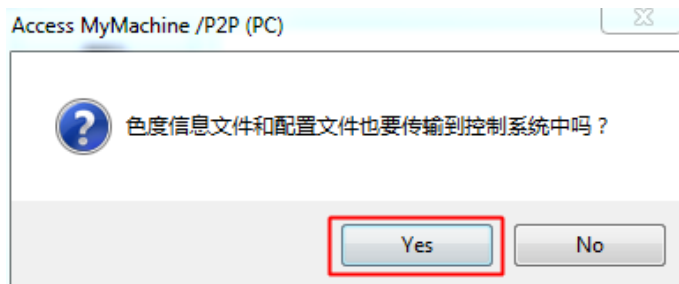 Access MyMachine /P2P (PC)
色度信息文件和配置文件也要传输到控制系统中吗？
Yes
No